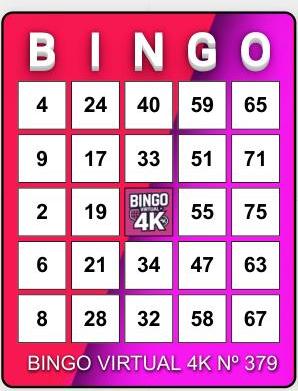 B I N G O
4 24 40 59 65
9 17 33 51 71
2 19 BINGO VIRTUAL 4K 55 75
6 21 34 47 63
8 28 32 58 67
BINGO VIRTUAL 4K Nº 379